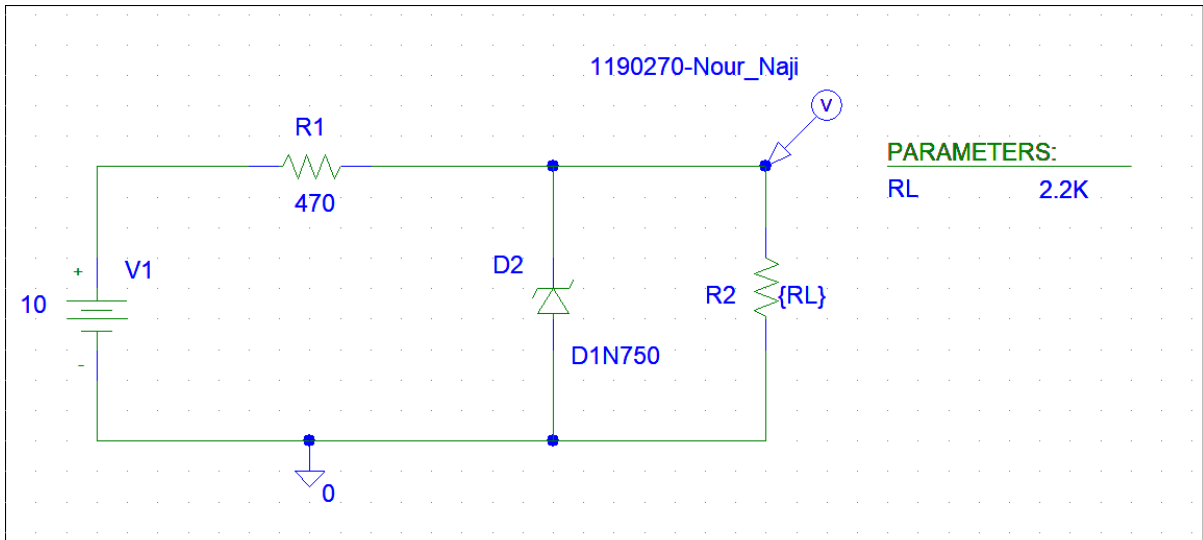 1190270-Nour_Naji
V
R1
PARAMETERS:
470
RL 2.2K
+
V1
D2
10
R2
{RL}
D1N750
-
0